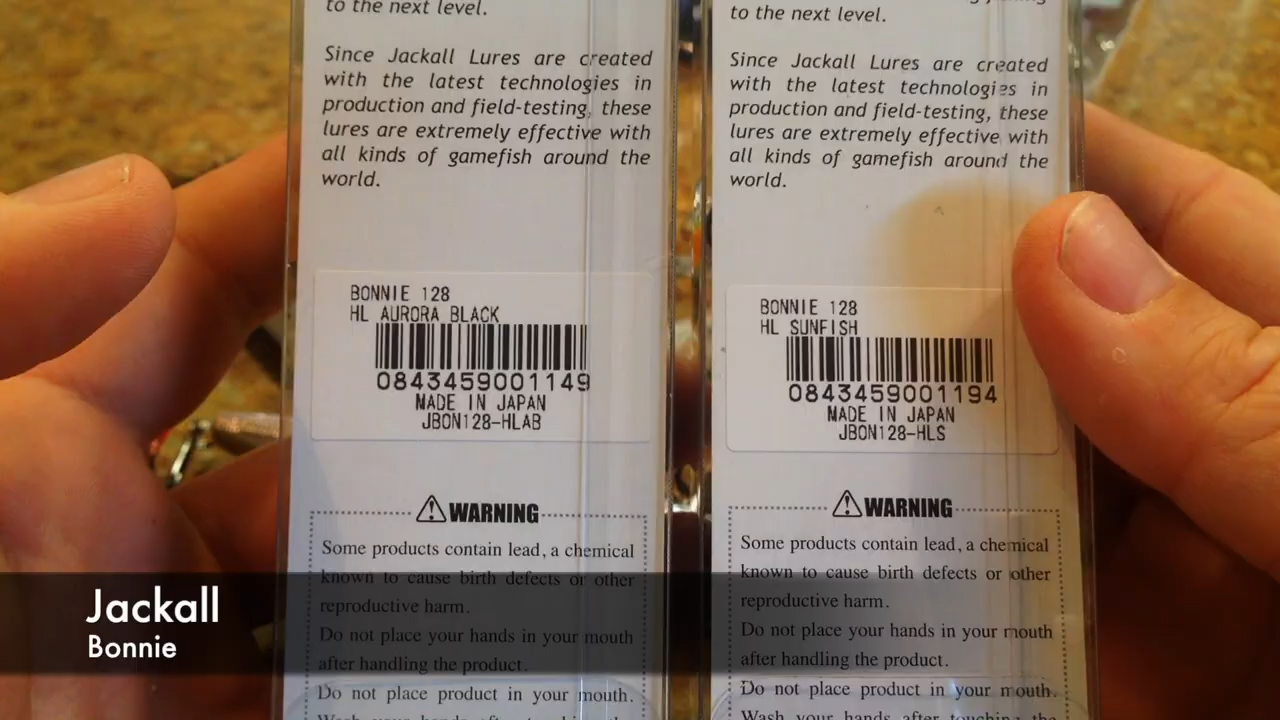 to the next level.
Since Jackall Lures are created
with the latest technologies in
production and field-testing, these
lures are extremely effective with
all kinds of gamefish around the
world.
BONNIE 128
HL AURORA BLACK
0843459001149
MADE IN JAPAN
JBON128-HLAB
WARNING
Some products contain lead, a chemical
known to cause birth defects or other
reproductive harm.
Do not place your hands in your mouth
after handling the product.
Do not place product in your mouth.
to the next level.
Since Jackall Lures are created
with the latest technologies in
production and field-testing, these
lures are extremely effective with
all kinds of gamefish around the
world.
BONNIE 128
HL SUNFISH
0843459001194
MADE IN JAPAN
JBON128-HLS
WARNING
Some products contain lead, a chemical
known to cause birth defects or other
reproductive harm.
Do not place your hands in your mouth
after handling the product.
Do not place product in your mouth.
Wash your hands after touching the
Jackall
Bonnie